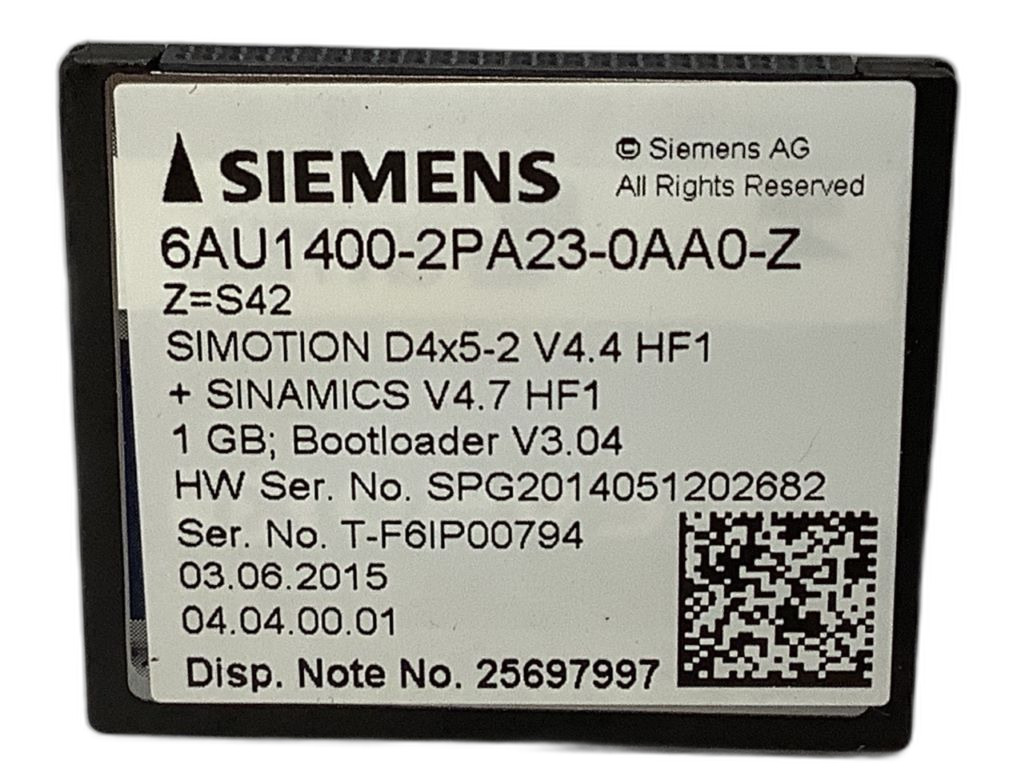 SIEMENS
© Siemens AG
All Rights Reserved
6AU1400-2PA23-0AA0-Z
Z=S42
SIMOTION D4x5-2 V4.4 HF1
+ SINAMICS V4.7 HF1
1 GB; Bootloader V3.04
HW Ser. No. SPG2014051202682
Ser. No. T-F6IP00794
03.06.2015
04.04.00.01
Disp. Note No. 25697997